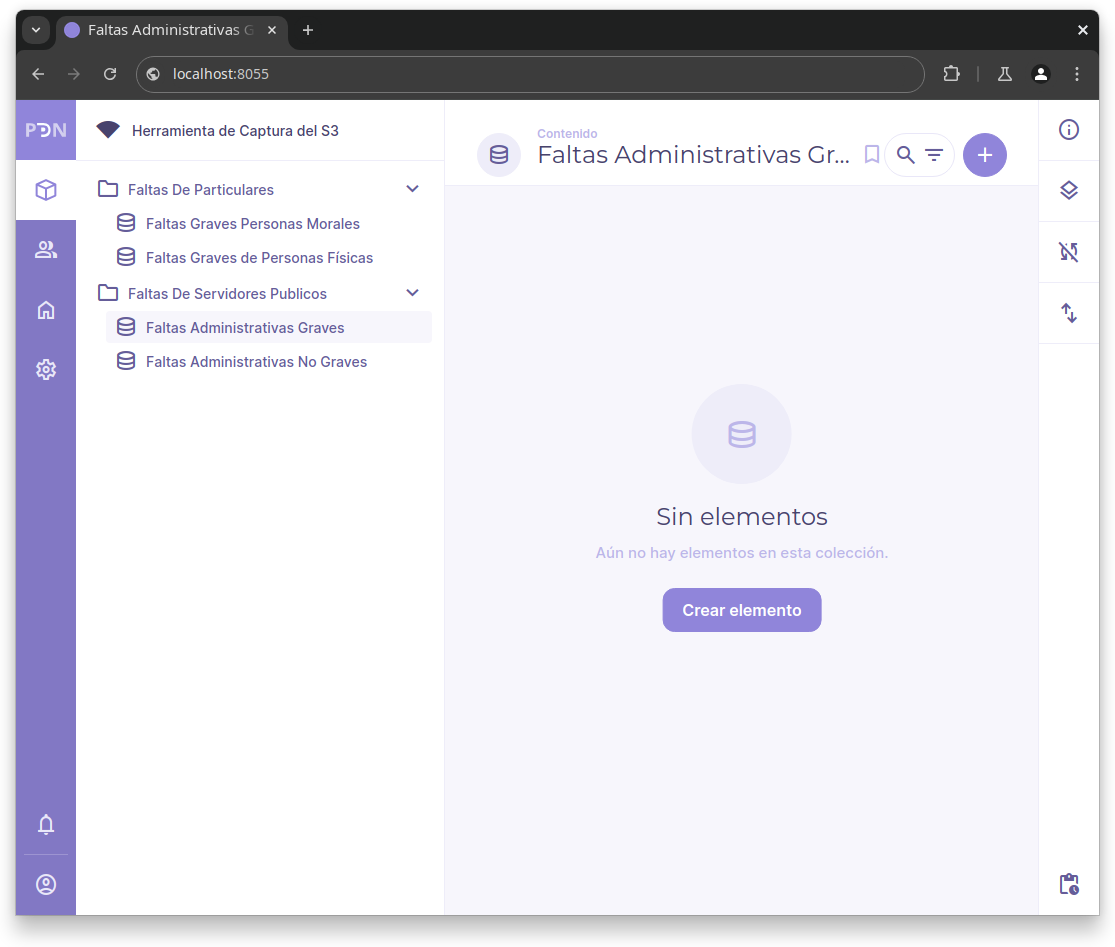 Faltas Administrativas G
localhost:8055
PDN
Herramienta de Captura del S3
Faltas De Particulares
Faltas Graves Personas Morales
Faltas Graves de Personas Físicas
Faltas De Servidores Publicos
Faltas Administrativas Graves
Faltas Administrativas No Graves
Contenido
Faltas Administrativas Gr...
Sin elementos
Aún no hay elementos en esta colección.
Crear elemento